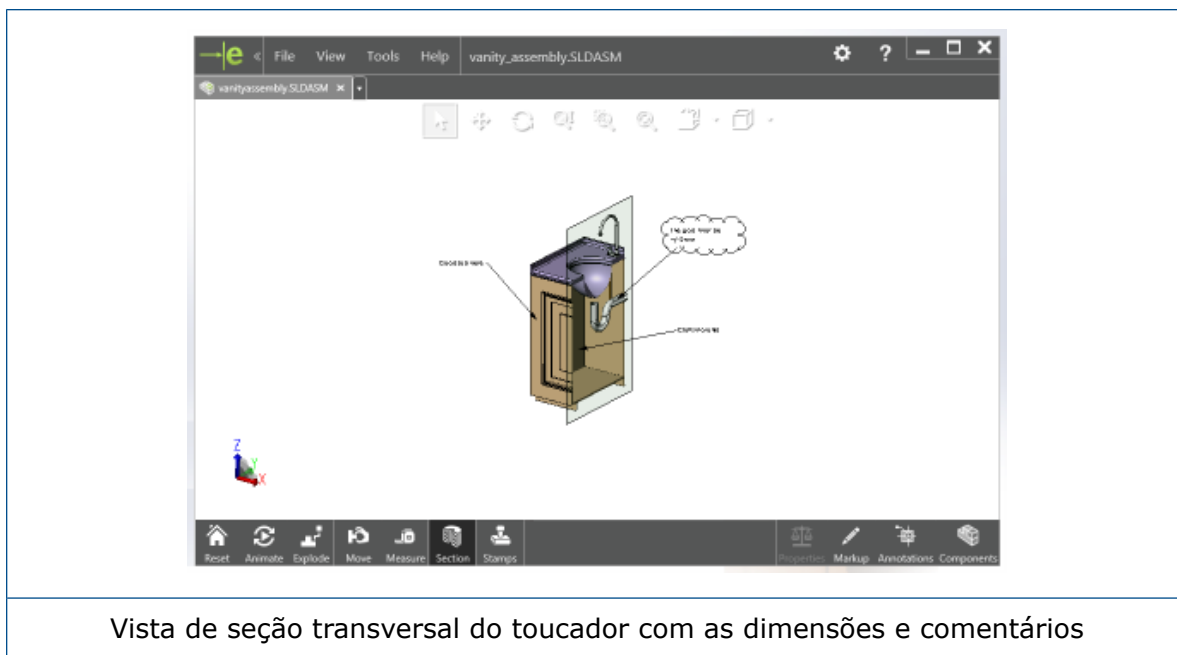 e « File View Tools Help vanity_assembly.SLDASM ?
vanityassembly.SLDASM
Z
Y
X
Reset Animate Explode Move Measure Section Stamps Properties Markup Annotations Components
Vista de seção transversal do toucador com as dimensões e comentários